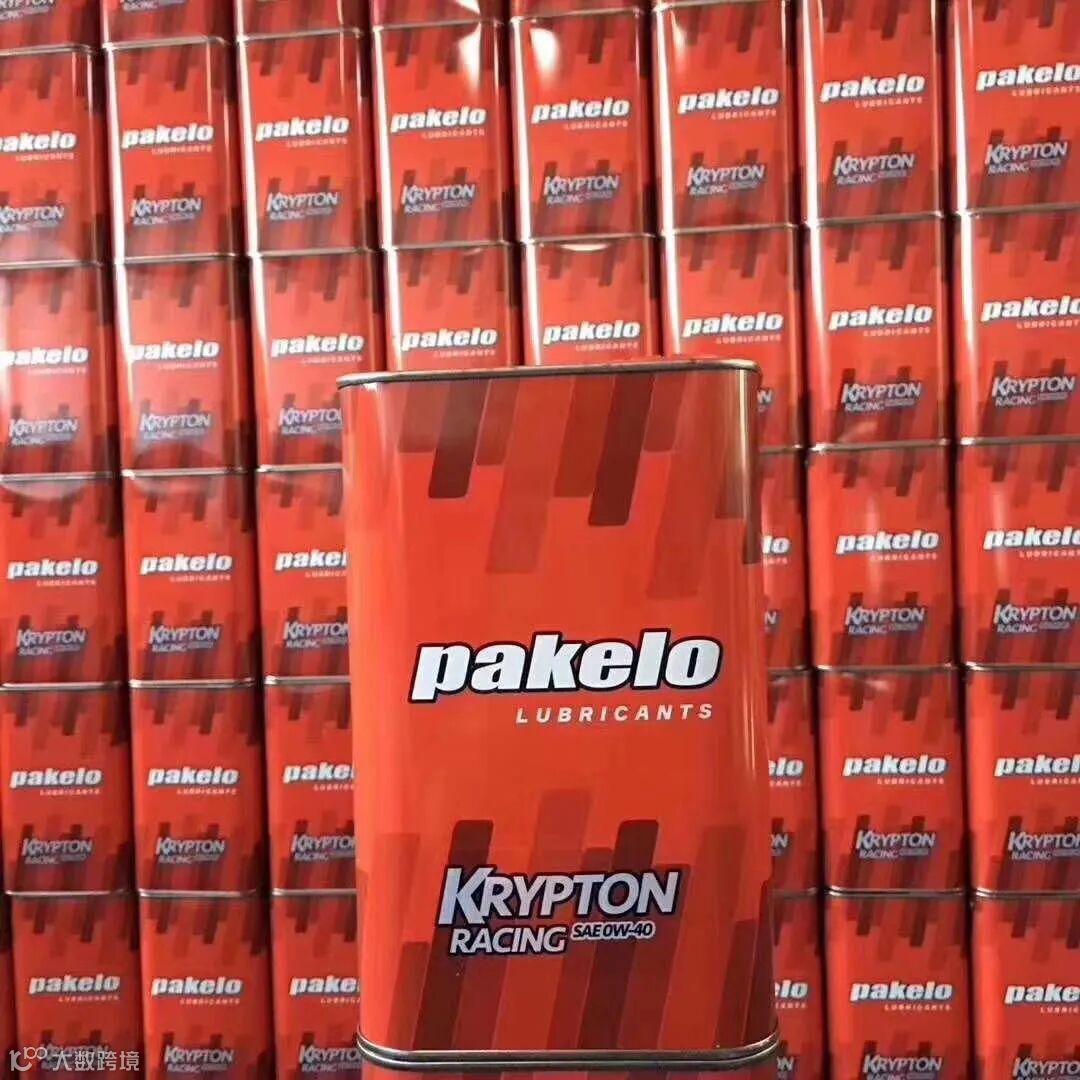 pakelo
LUBRICANTS
KRYPTON
RACING SAE 0W-40
大数跨境